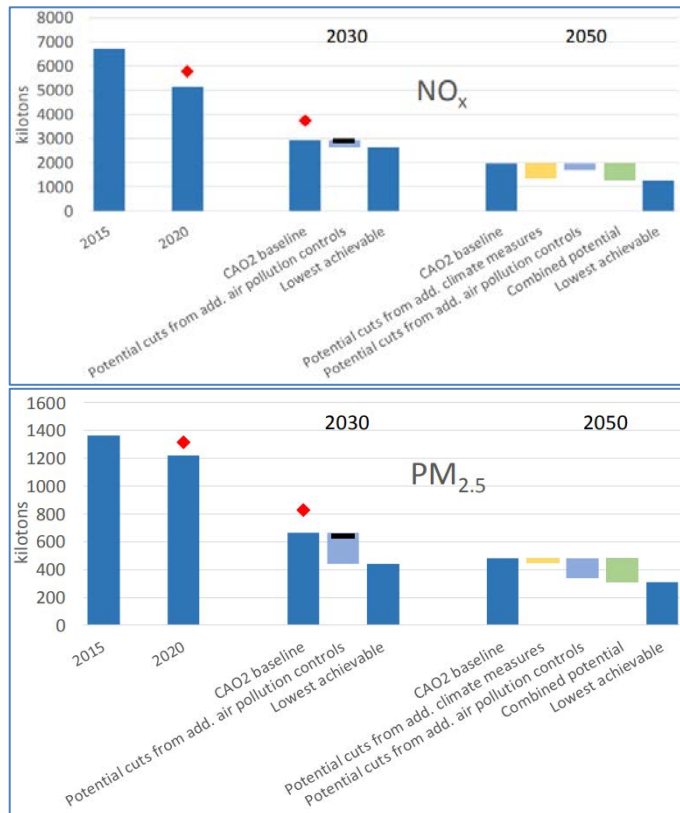 8000
7000
6000
5000
4000
3000
2000
1000
0
kilotons
2030
2050
NOx
2015
2020
CAO2 baseline
Potential cuts from add. air pollution controls
Lowest achievable
CAO2 baseline
Potential cuts from add. climate measures
Potential cuts from add. air pollution controls
Combined potential
Lowest achievable
1600
1400
1200
1000
800
600
400
200
0
kilotons
2030
2050
PM2.5
2015
2020
CAO2 baseline
Potential cuts from add. air pollution controls
Lowest achievable
CAO2 baseline
Potential cuts from add. climate measures
Potential cuts from add. air pollution controls
Combined potential
Lowest achievable